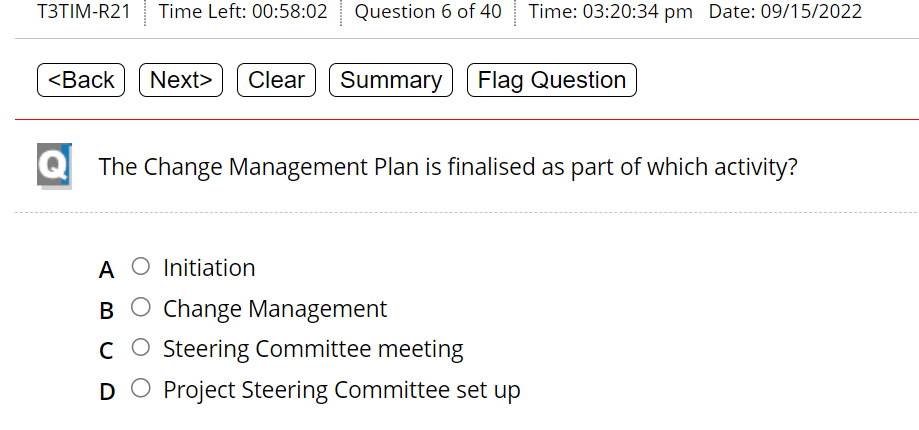 T3TIM-R21 Time Left: 00:58:02 Question 6 of 40 Time: 03:20:34 pm Date: 09/15/2022
<Back Next> Clear Summary Flag Question
Q The Change Management Plan is finalised as part of which activity?
A Initiation
B Change Management
C Steering Committee meeting
D Project Steering Committee set up